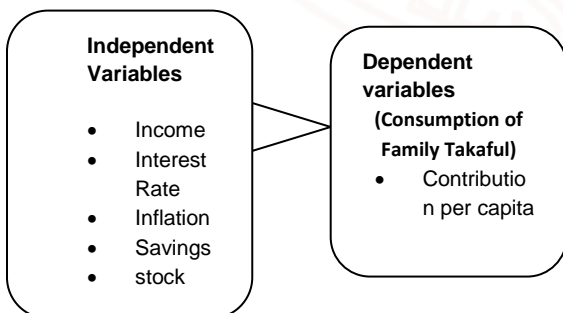 Independent
Variables
• Income
• Interest
Rate
• Inflation
• Savings
• stock
Dependent
variables
(Consumption of
Family Takaful)
• Contributio
n per capita